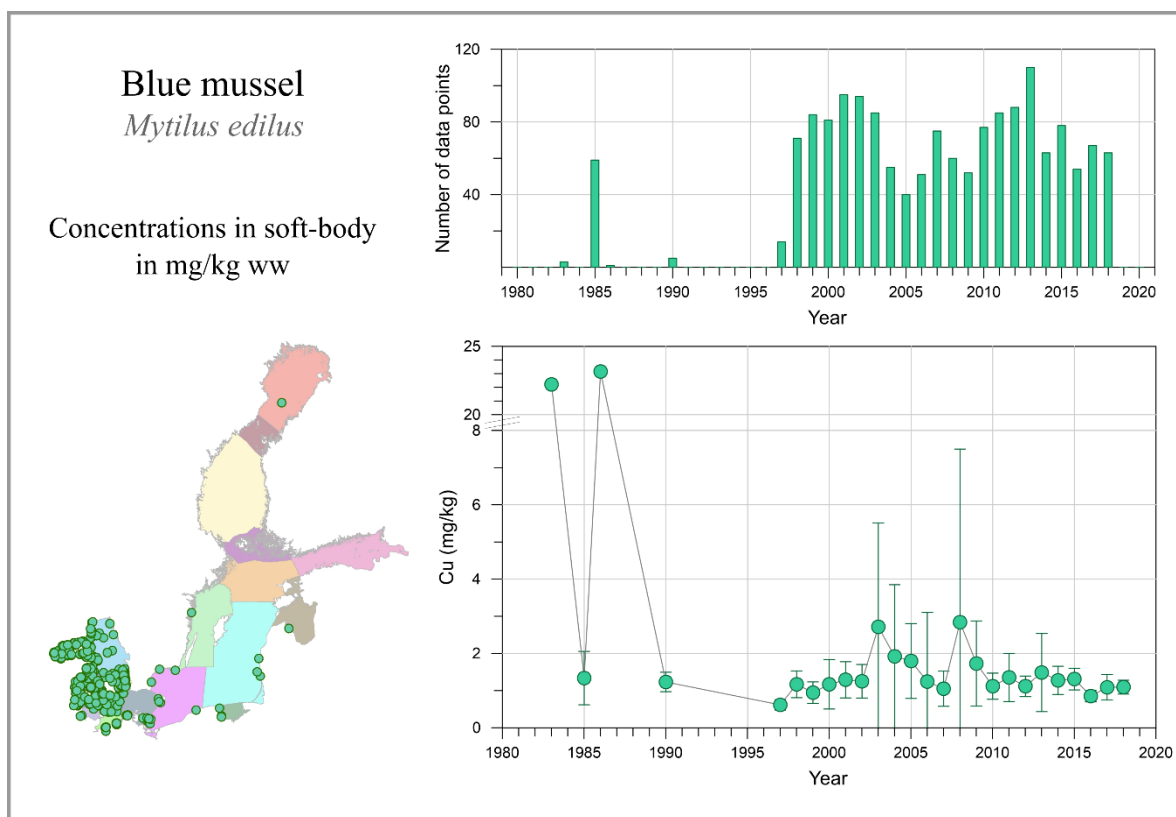 Blue mussel
Mytilus edilus
Concentrations in soft-body
in mg/kg ww
Number of data points
120
80
40
1980 1985 1990 1995 2000 2005 2010 2015 2020
Year
Cu (mg/kg)
25
20
8
6
4
2
0
1980 1985 1990 1995 2000 2005 2010 2015 2020
Year